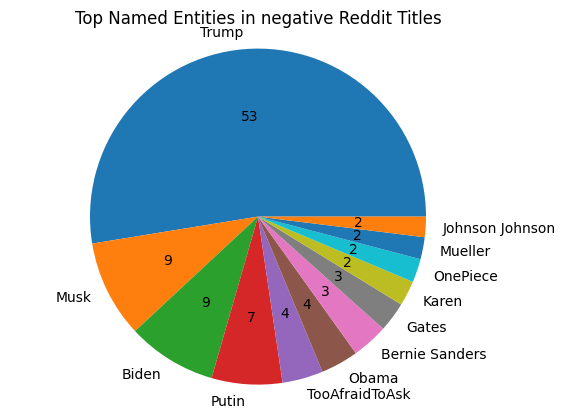 Top Named Entities in negative Reddit Titles
Trump
53
Musk
9
Biden
9
Putin
7
TooAfraidToAsk
4
Obama
4
Bernie Sanders
3
Gates
3
Karen
2
OnePiece
2
Mueller
2
Johnson Johnson
2